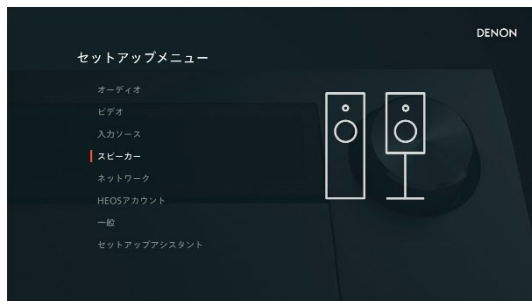 DENON
セットアップメニュー
オーディオ
ビデオ
入力ソース
スピーカー
ネットワーク
HEOSアカウント
一般
セットアップアシスタント